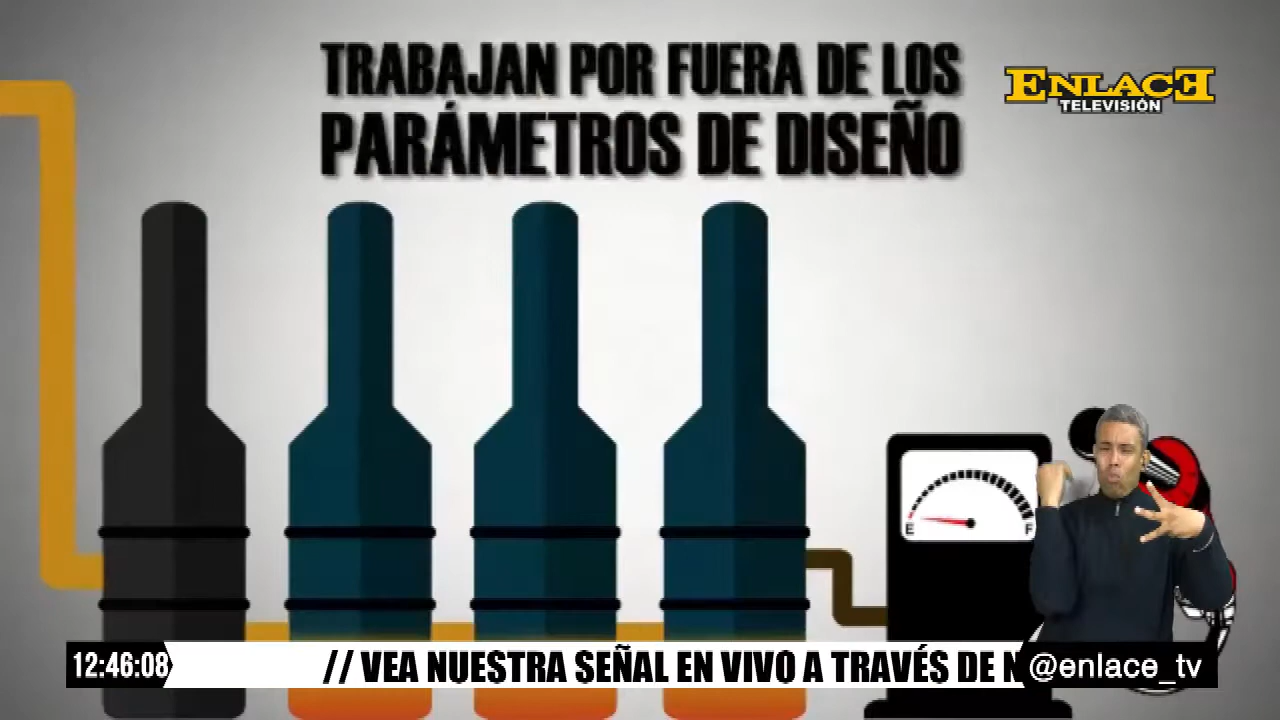 TRABAJAN POR FUERA DE LOS
PARÁMETROS DE DISEÑO
ENLACE
TELEVISIÓN
E F
12:46:08
// VEA NUESTRA SEÑAL EN VIVO A TRAVÉS DE N
@enlace_tv